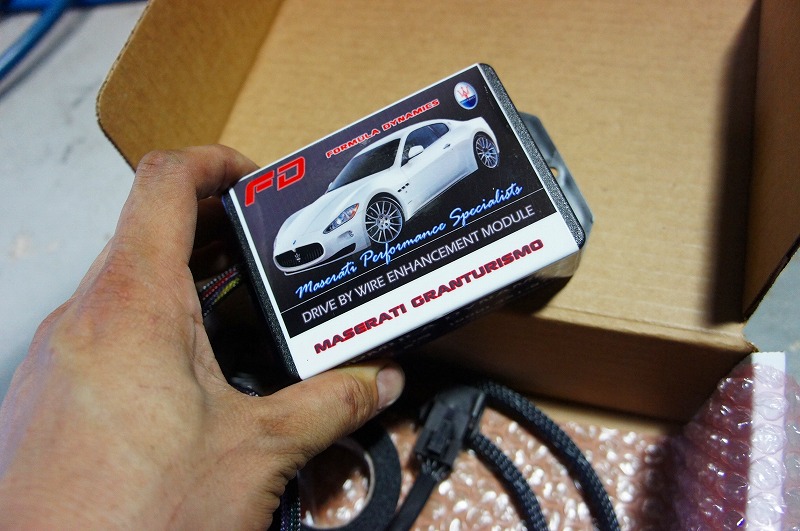 FD
FORMULA DYNAMICS
Maserati Performance Specialists
DRIVE BY WIRE ENHANCEMENT MODULE
MASERATI GRANTURISMO